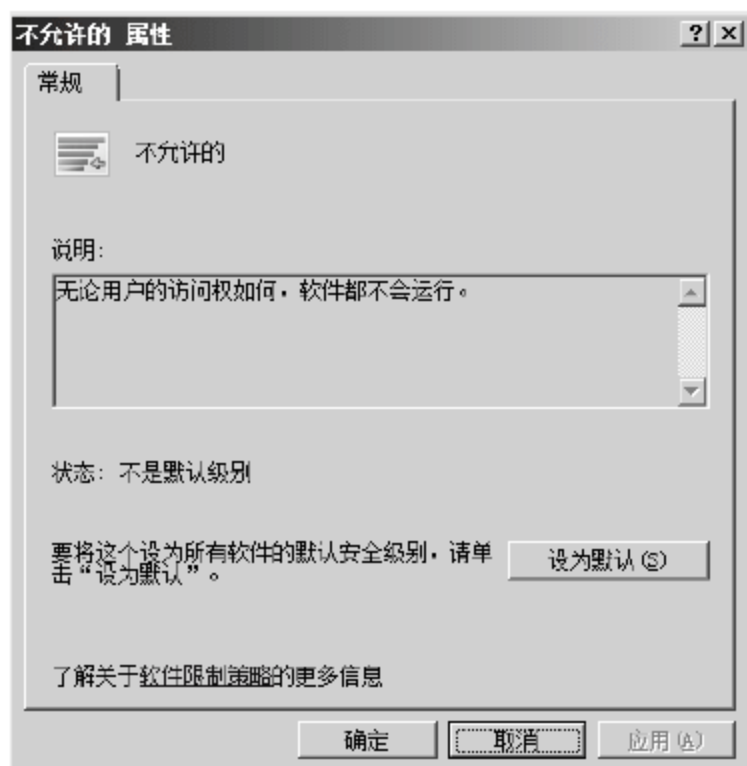 不允许的 属性
常规
不允许的
说明:
无论用户的访问权如何，软件都不会运行。
状态: 不是默认级别
要将这个设为所有软件的默认安全级别，请单
击“设为默认”。
设为默认(S)
了解关于软件限制策略的更多信息
确定
取消
应用(A)